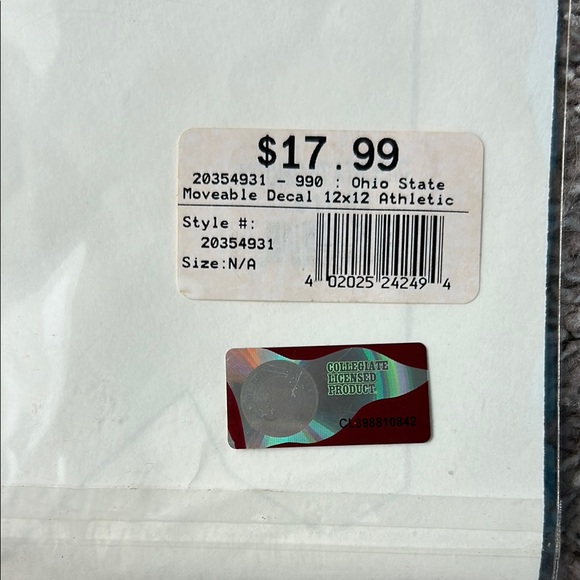 $17.99
20354931 - 990 : Ohio State
Moveable Decal 12x12 Athletic
Style #:
20354931
Size:N/A
4 02025 24249 4
COLLEGIATE
LICENSED
PRODUCT.